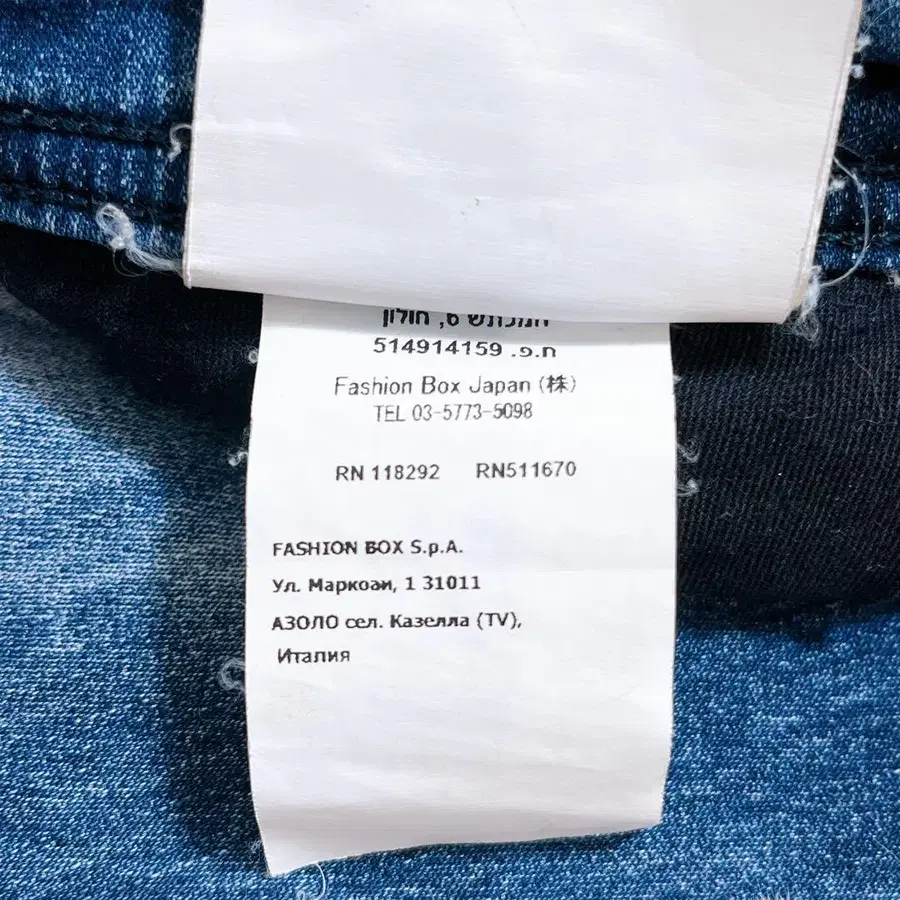 המכתש 6, חולון
ח.פ. 514914159
Fashion Box Japan (株)
TEL 03-5773-5098
RN 118292 RN511670
FASHION BOX S.p.A.
Ул. Маркоаи, 1 31011
АЗОЛО сел. Казелла (TV),
Италия